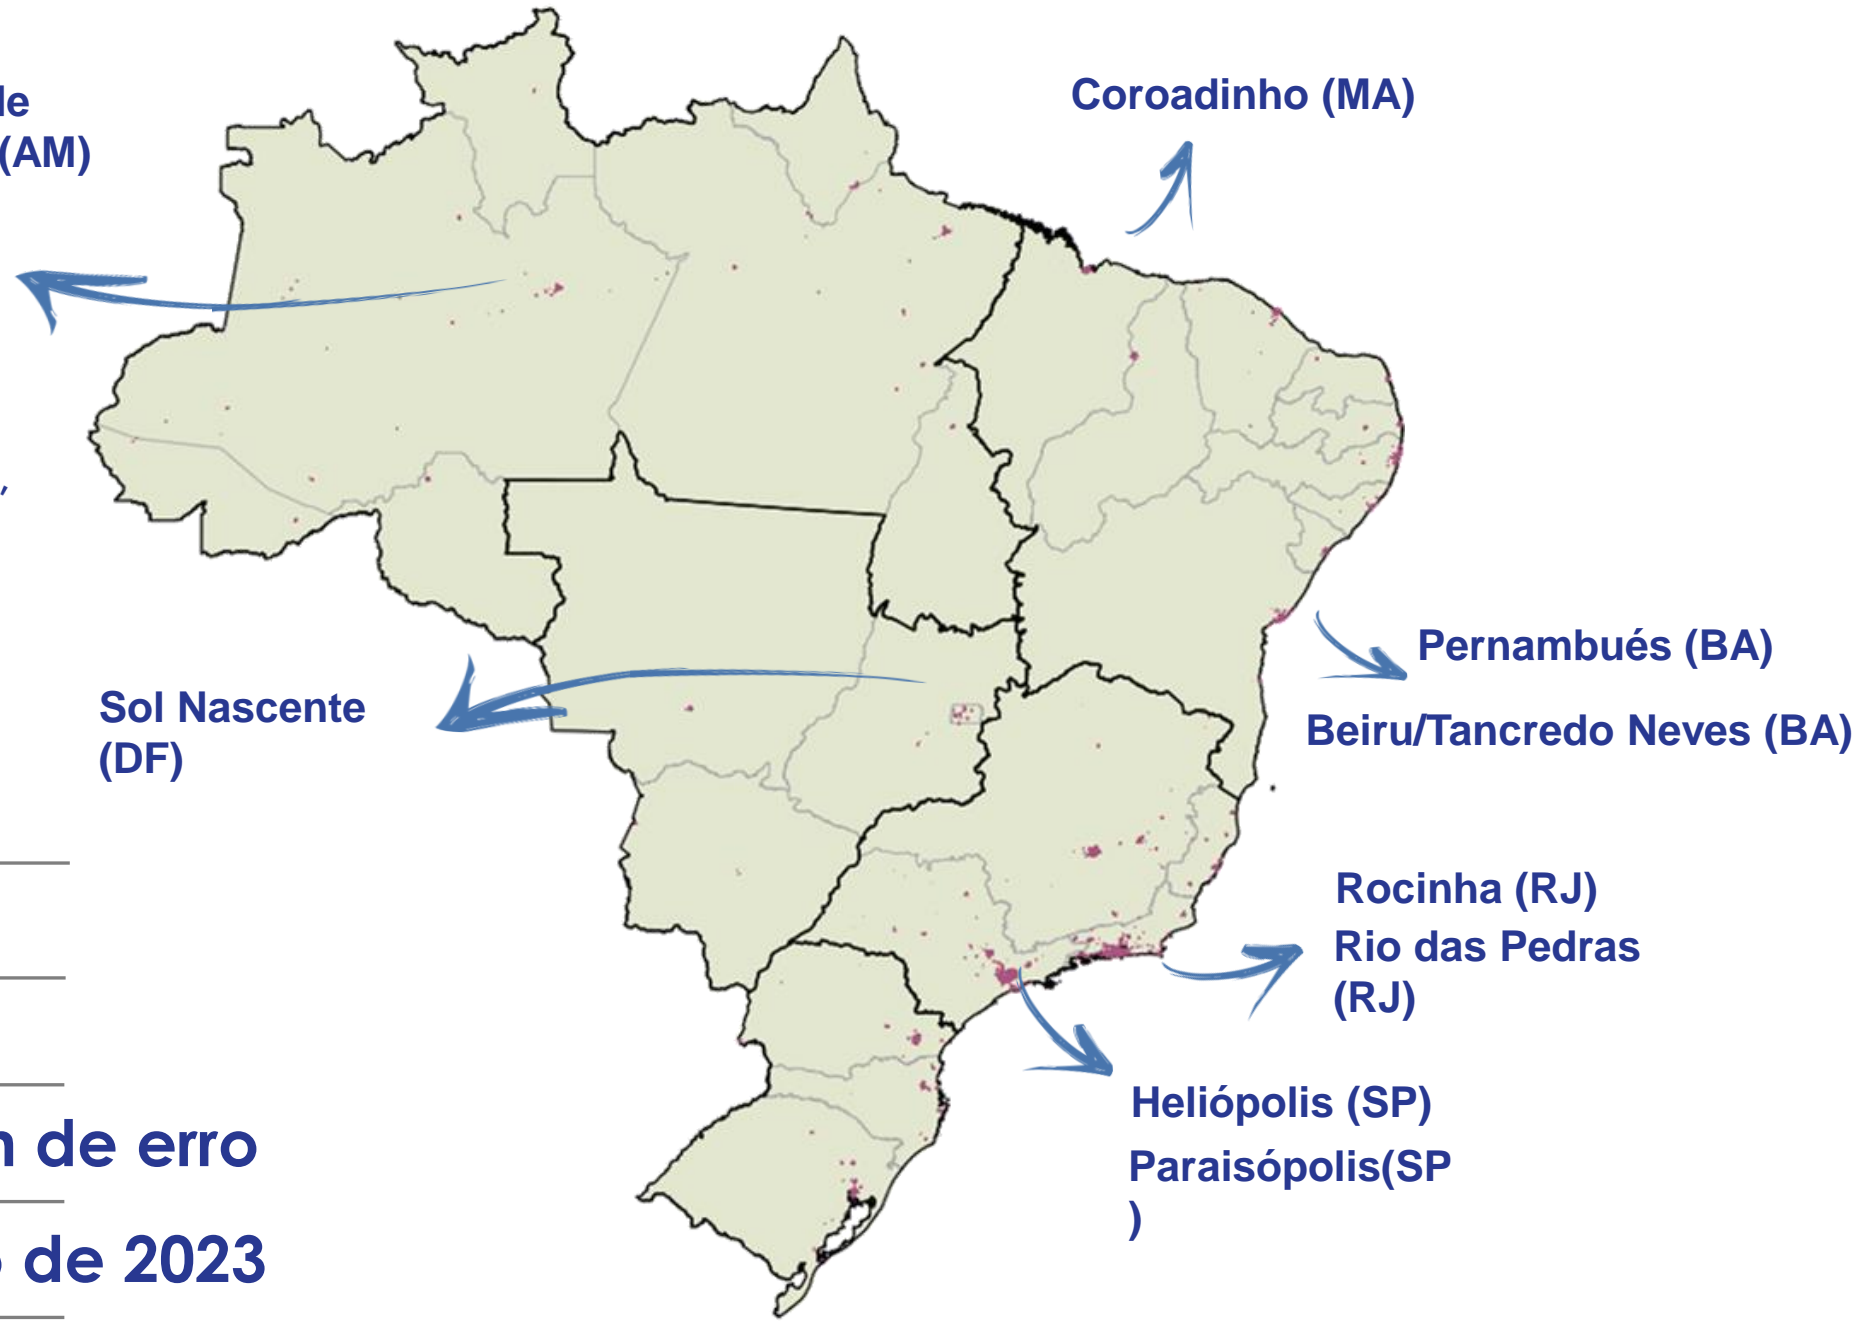 Coroadinho (MA)
de
(AM)
,
Pernambués (BA)
Sol Nascente
(DF)
Beiru/Tancredo Neves (BA)
Rocinha (RJ)
Rio das Pedras
(RJ)
Heliópolis (SP)
Paraisópolis(SP
)
de erro
de 2023